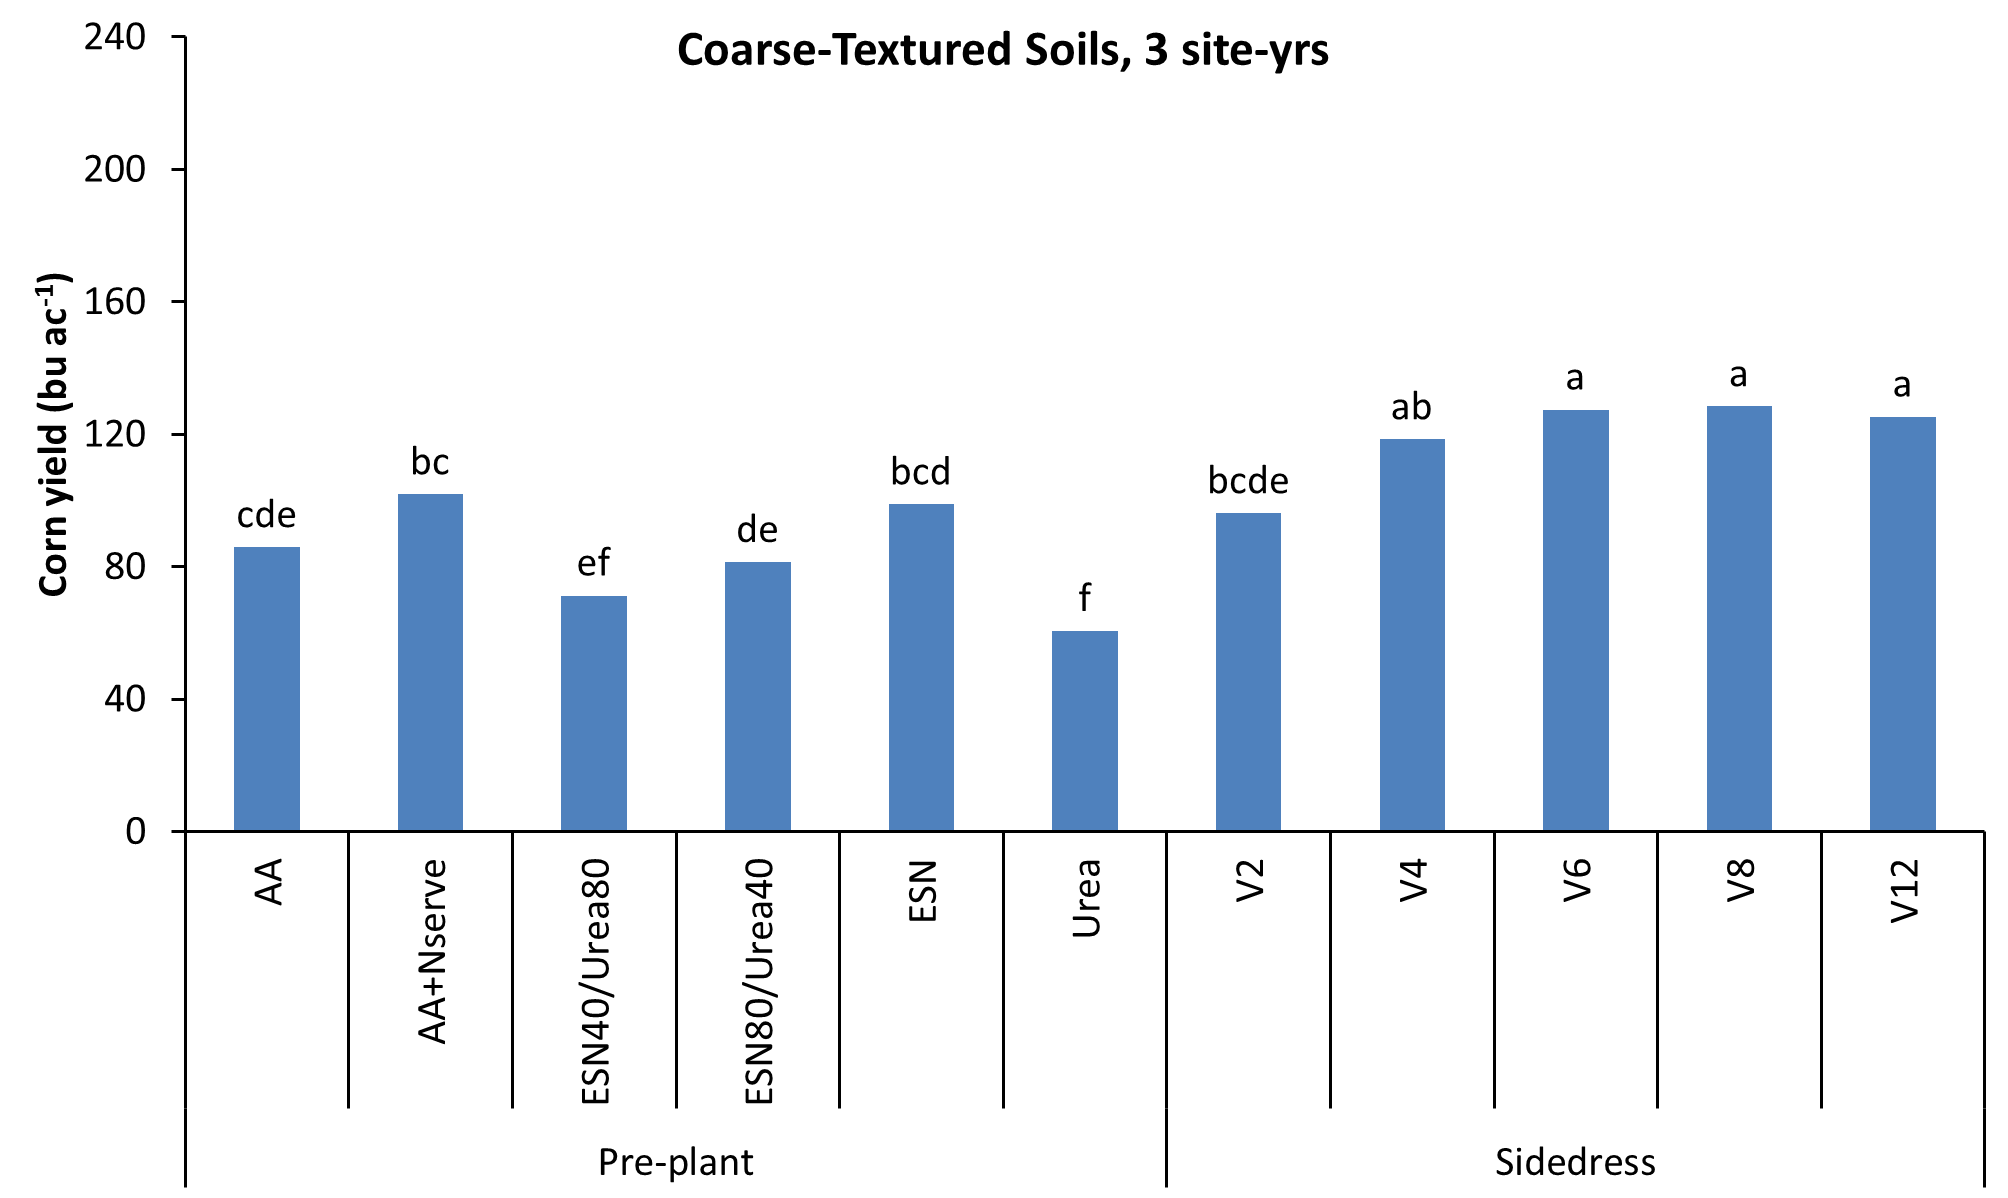 Coarse-Textured Soils, 3 site-yrs
Corn yield (bu ac-1)
240
200
160
120
80
40
0
cde
bc
ef
de
bcd
f
bcde
ab
a
a
a
AA
AA+Nserve
ESN40/Urea80
ESN80/Urea40
ESN
Urea
V2
V4
V6
V8
V12
Pre-plant
Sidedress